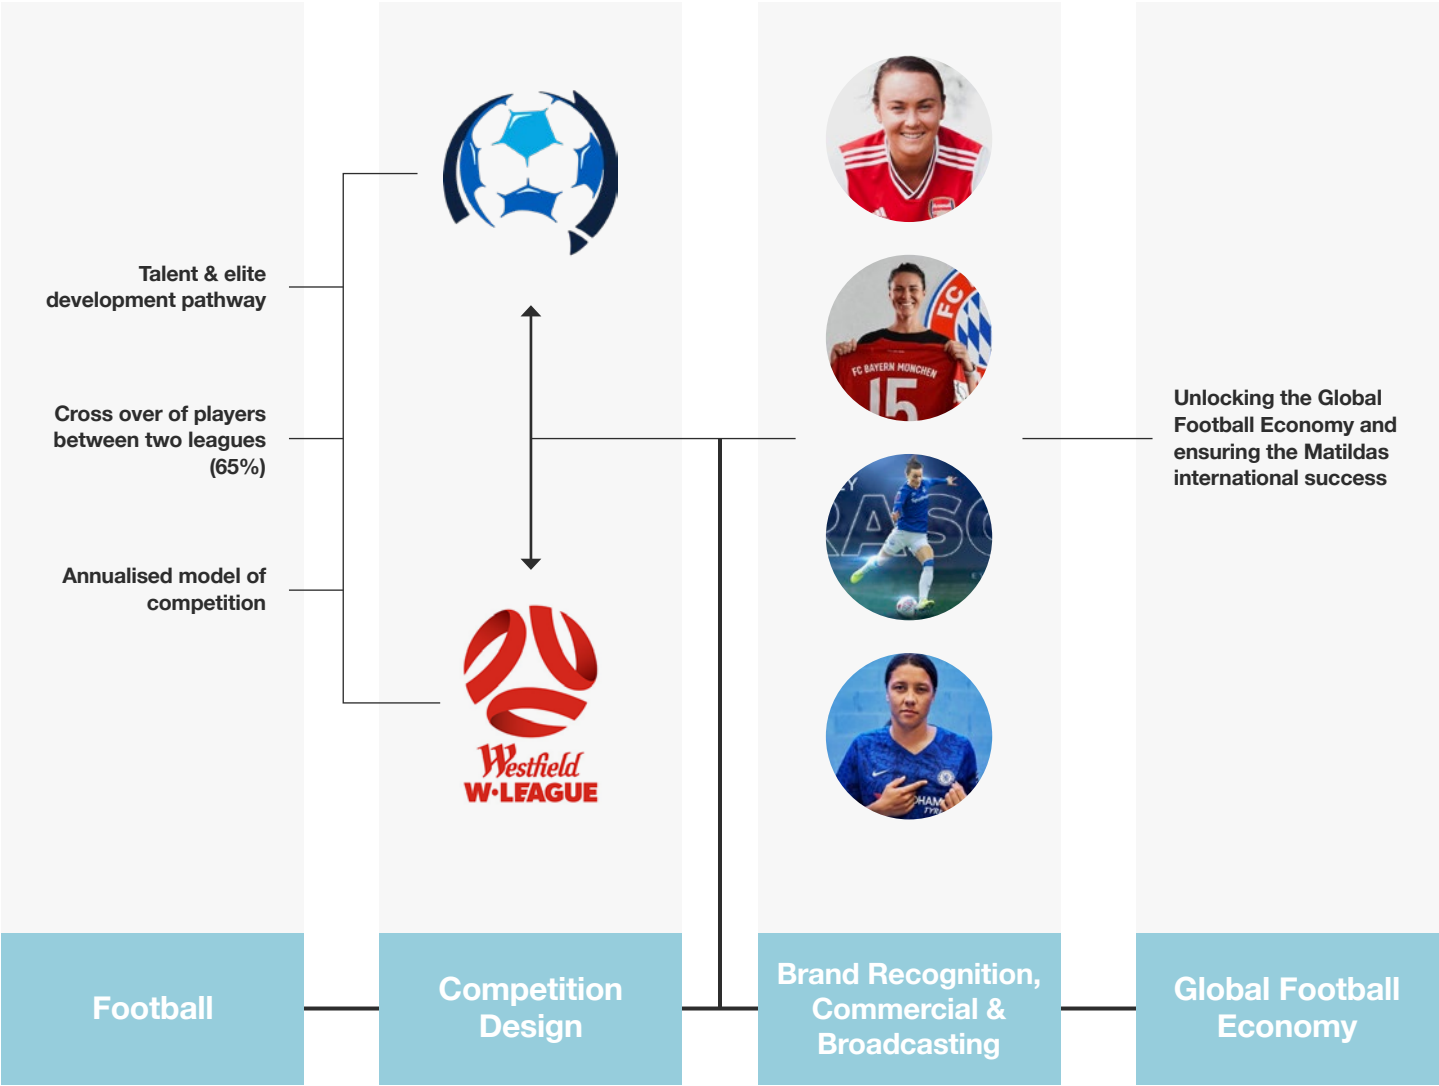 Talent & elite
development pathway
Cross over of players
between two leagues
(65%)
Annualised model of
competition
Westfield
W·LEAGUE
FC
FC BAYERN MÜNCHEN
15
Unlocking the Global
Football Economy and
ensuring the Matildas
international success
Football
Competition
Design
Brand Recognition,
Commercial &
Broadcasting
Global Football
Economy